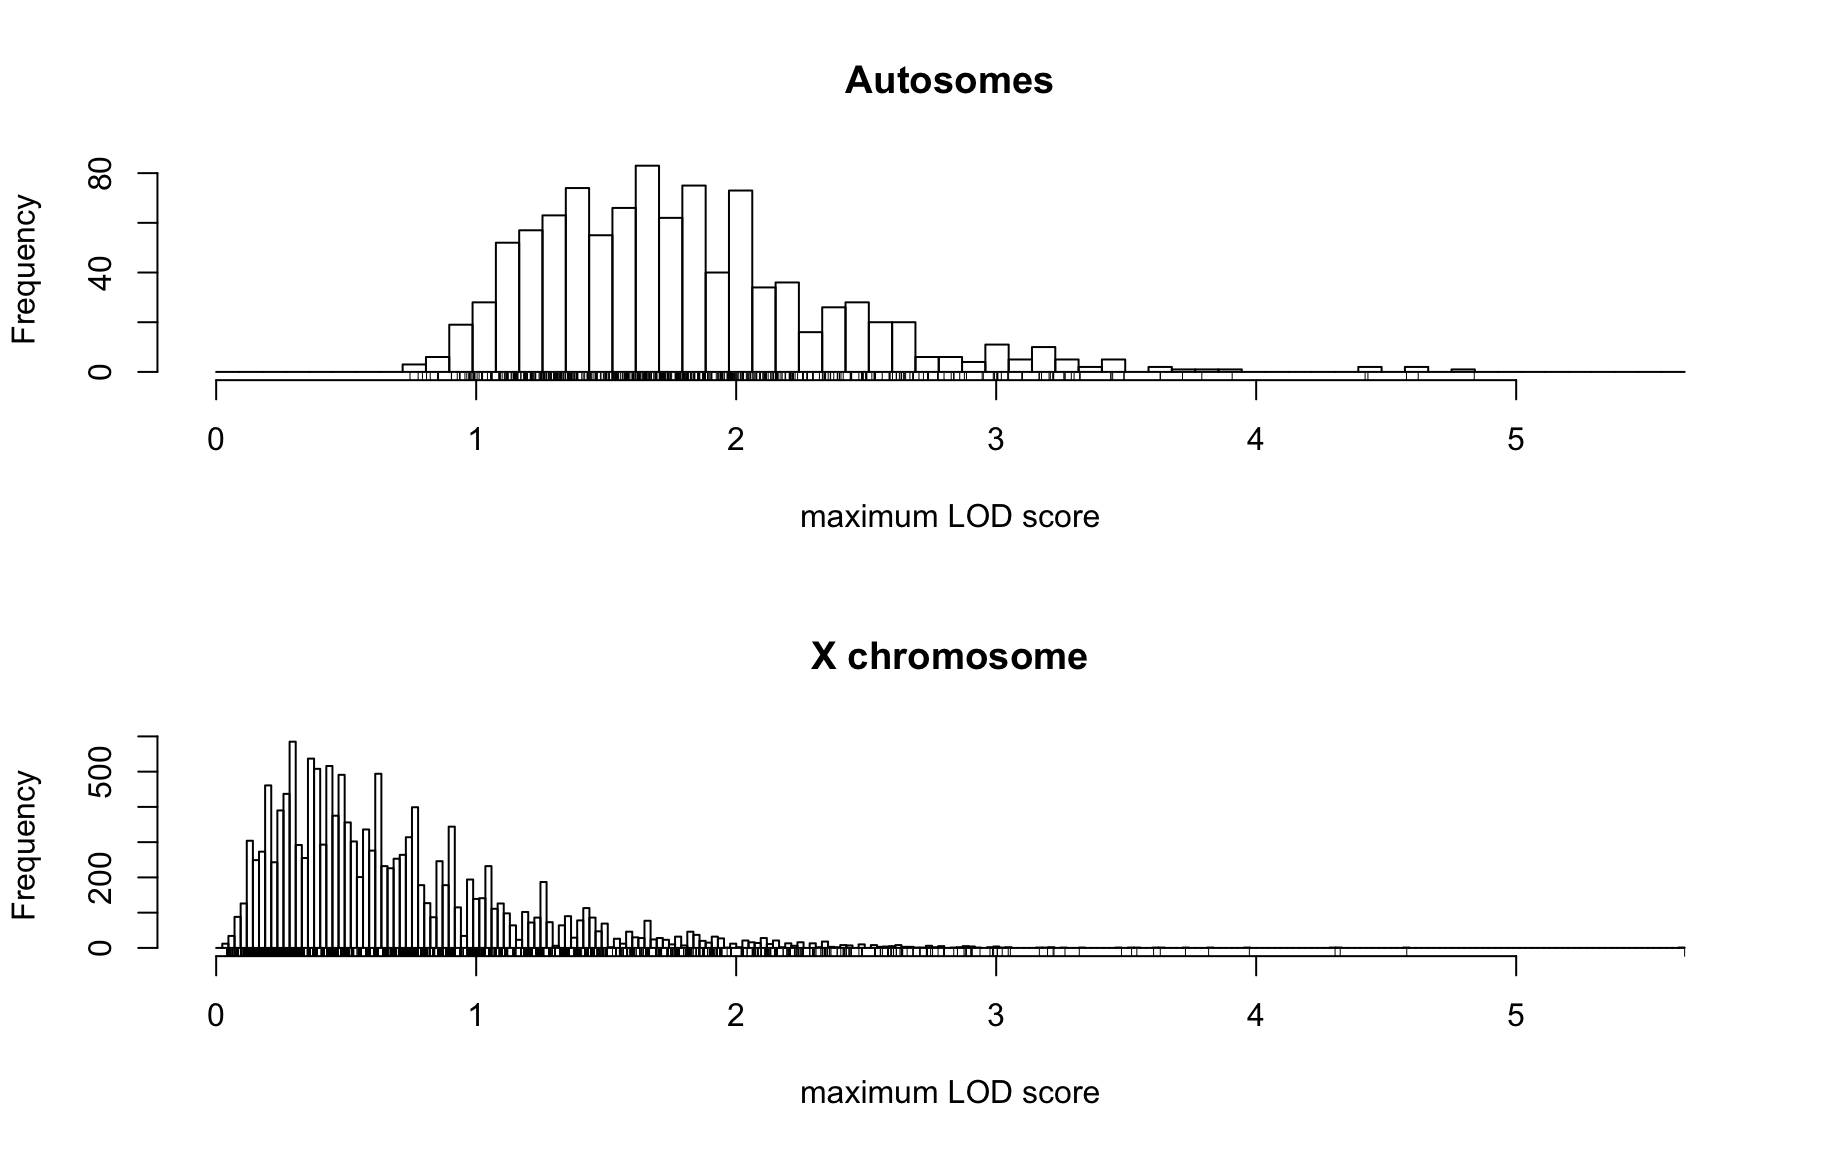 Autosomes
Frequency
80
40
0
0 1 2 3 4 5
maximum LOD score
X chromosome
Frequency
500
200
0
0 1 2 3 4 5
maximum LOD score